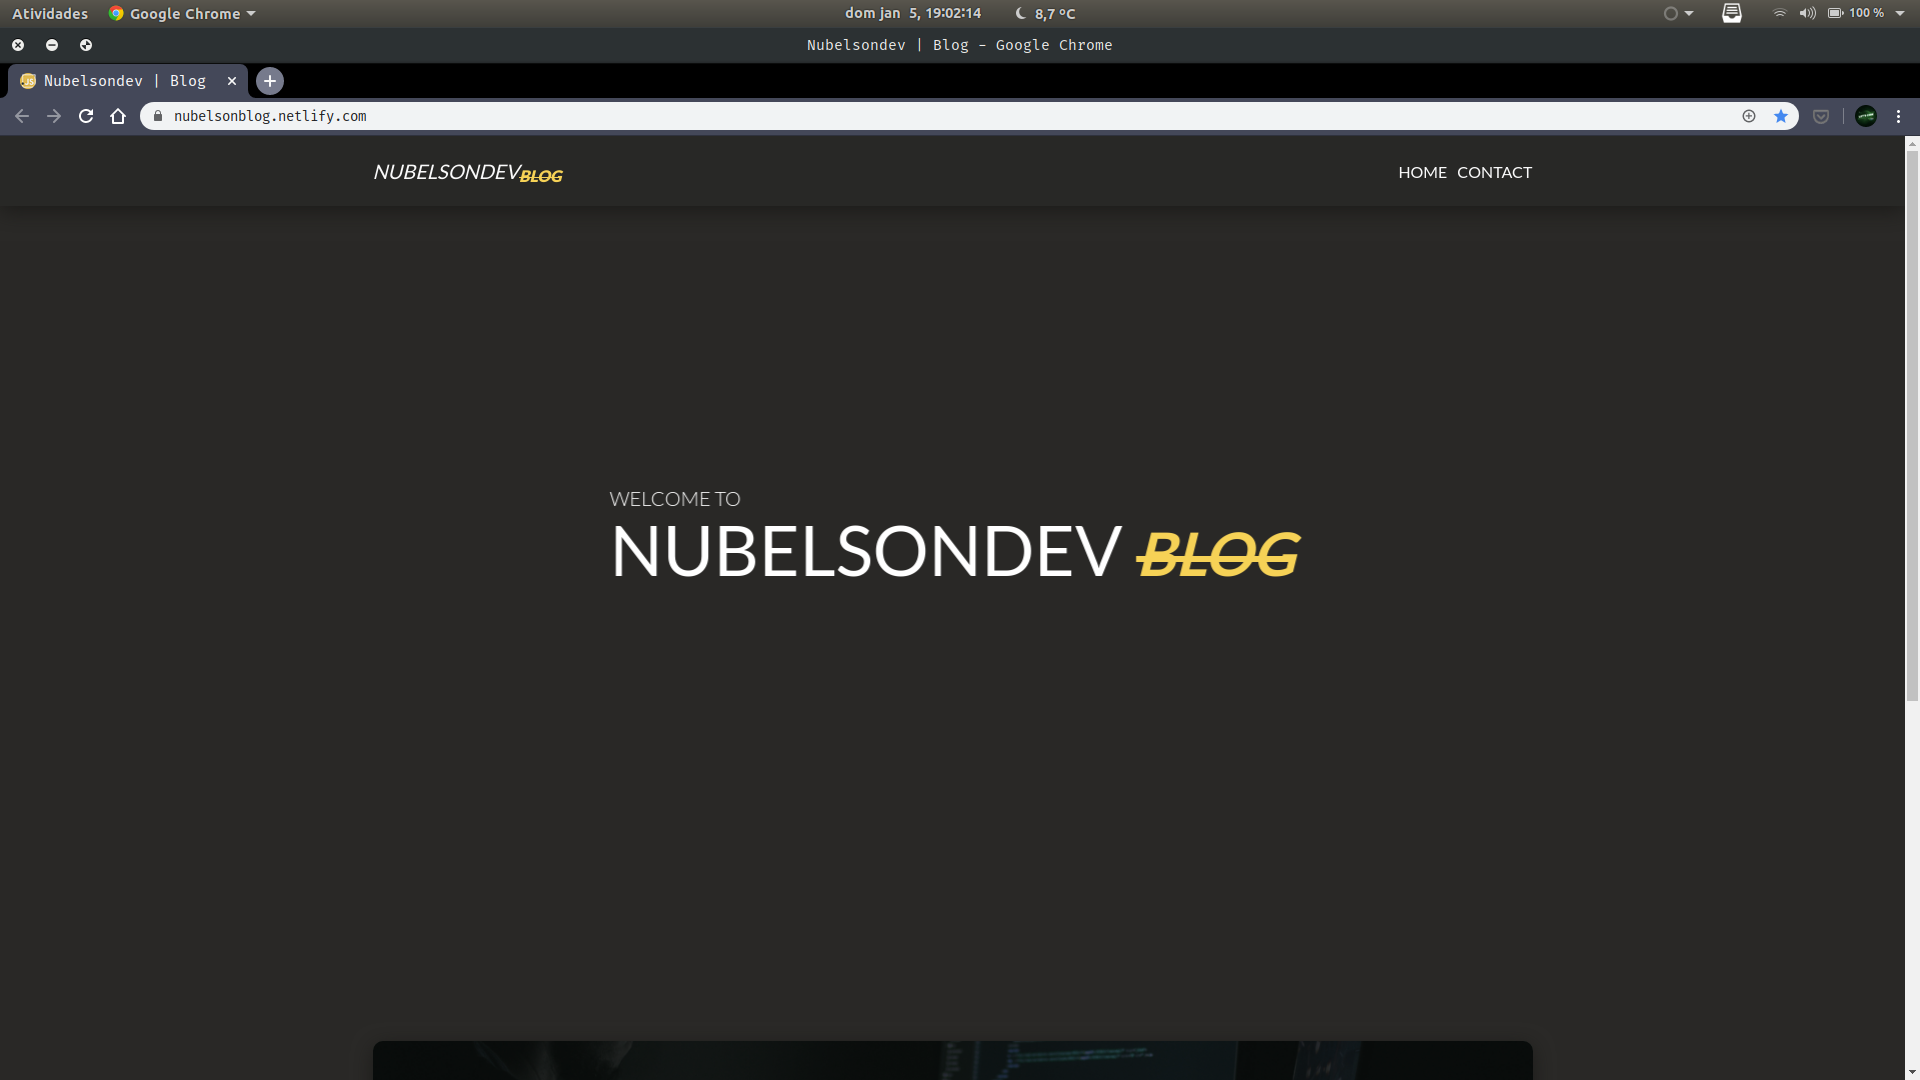 Atividades Google Chrome dom jan 5, 19:02:14 8,7 ºC 100 %
Nubelsondev | Blog - Google Chrome
Nubelsondev | Blog
nubelsonblog.netlify.com
NUBELSONDEVBLOG HOME CONTACT
WELCOME TO
NUBELSONDEV BLOG